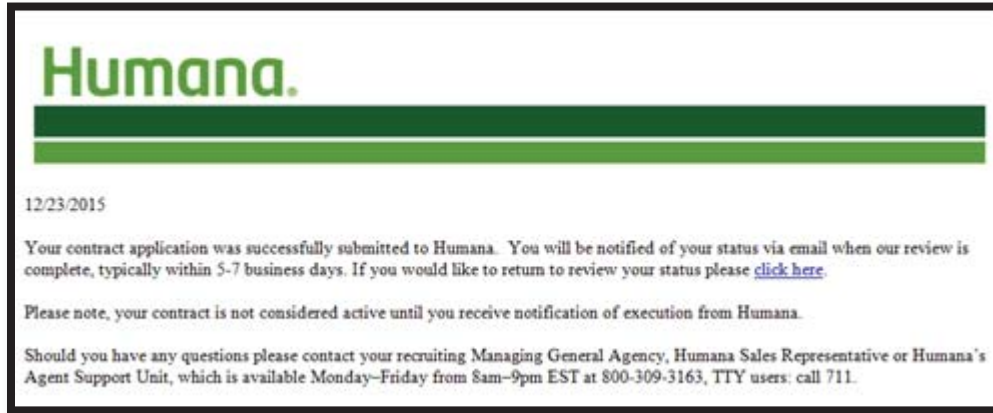 Humana.
12/23/2015
Your contract application was successfully submitted to Humana.  You will be notified of your status via email when our review is
complete, typically within 5-7 business days. If you would like to return to review your status please click here.
Please note, your contract is not considered active until you receive notification of execution from Humana.
Should you have any questions please contact your recruiting Managing General Agency, Humana Sales Representative or Humana's
Agent Support Unit, which is available Monday–Friday from 8am–9pm EST at 800-309-3163, TTY users: call 711.